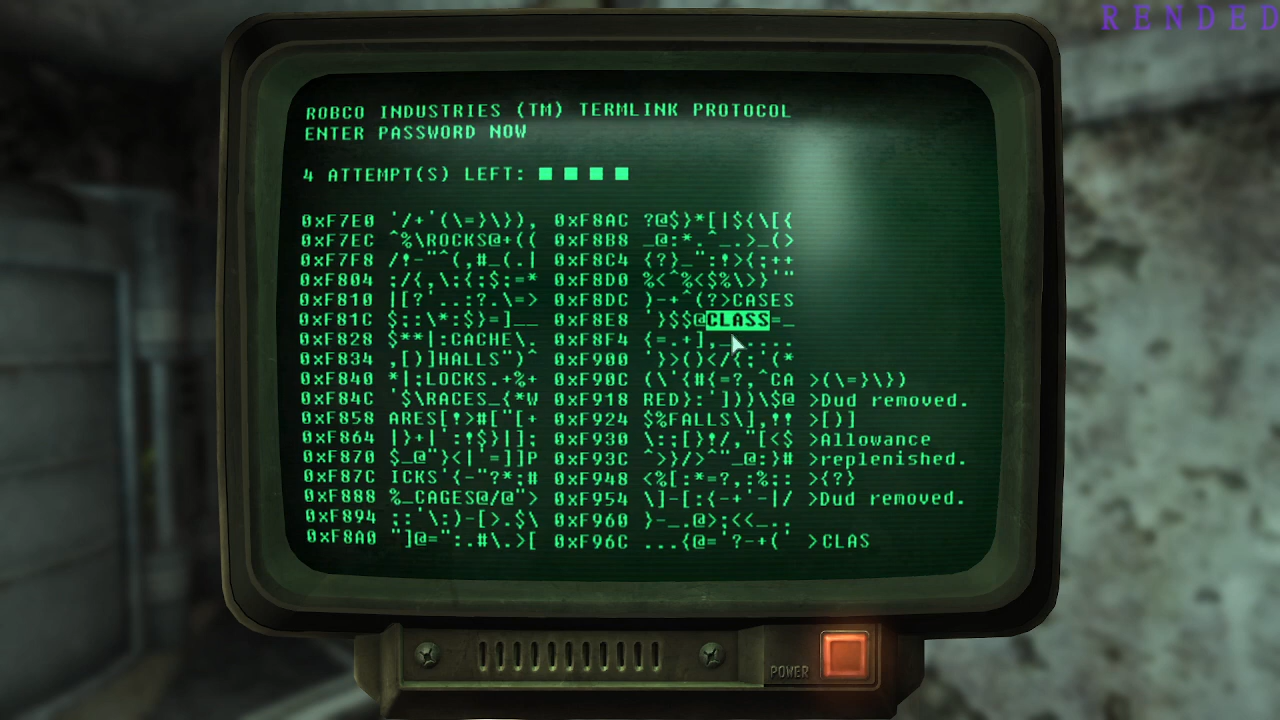 RENDED
ROBCO INDUSTRIES (TM) TERMLINK PROTOCOL
ENTER PASSWORD NOW
4 ATTEMPT(S) LEFT: ■ ■ ■ ■
0xF7E0 '/+'(\=}\}), 0xF8AC ?@$}*[|${\[{
0xF7EC ^%\ROCKS@+(( 0xF8B8 _@:*.^_.>_(>
0xF7F8 /!-"^(,#_(.| 0xF8C4 {?}_":!>{;++
0xF804 :/{,\:{:$:=* 0xF8D0 %<^%<$%\>}'"
0xF810 |[?'..:?.\=> 0xF8DC )-+^(?>CASES
0xF81C $;:\*:$}=]__ 0xF8E8 '}$$@CLASS=_
0xF828 $**|:CACHE\. 0xF8F4 {=.+],_.....
0xF834 ,[)]HALLS")^ 0xF900 '}>()</{;'(*
0xF840 *|;LOCKS.+%+ 0xF90C (\'{#{=?,^CA >(\=}\})
0xF84C '$\RACES_{*W 0xF918 RED}:']))\$@ >Dud removed.
0xF858 ARES[!>#["[+ 0xF924 $%FALLS\],!! >[)]
0xF864 |}+|':!$}|]; 0xF930 \:;[}!/,"[<$ >Allowance
0xF870 $_@"}<|'=]]P 0xF93C ^>}/>^"_@:}# >replenished.
0xF87C ICKS'{-"?*;# 0xF948 <%[:*=?,:%:: >{?}
0xF888 %_CAGES@/@"> 0xF954 \]-[:{-+'-|/ >Dud removed.
0xF894 ;:'\:)-[>.$\ 0xF960 }-_.@>;<<_.;
0xF8A0 "]@=":.#\.>[ 0xF96C ...{@='?-+(' >CLAS
POWER